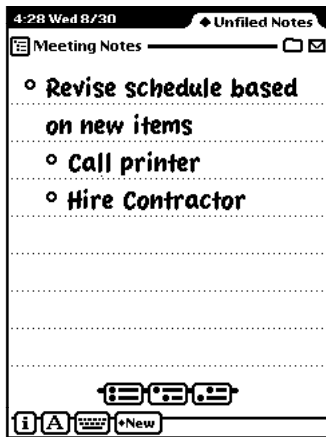 4:28 Wed 8/30 ◆ Unfiled Notes
Meeting Notes
○ Revise schedule based
on new items
○ Call printer
○ Hire Contractor
i A ◆New